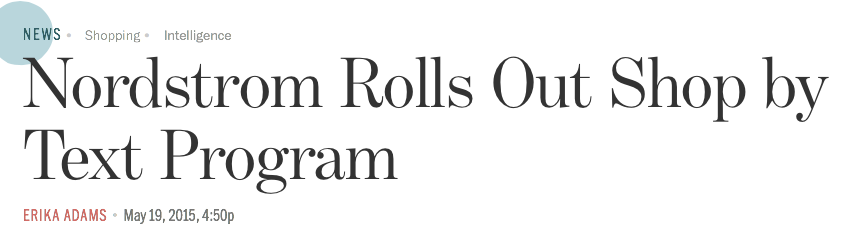 NEWS • Shopping • Intelligence
Nordstrom Rolls Out Shop by
Text Program
ERIKA ADAMS • May 19, 2015, 4:50p